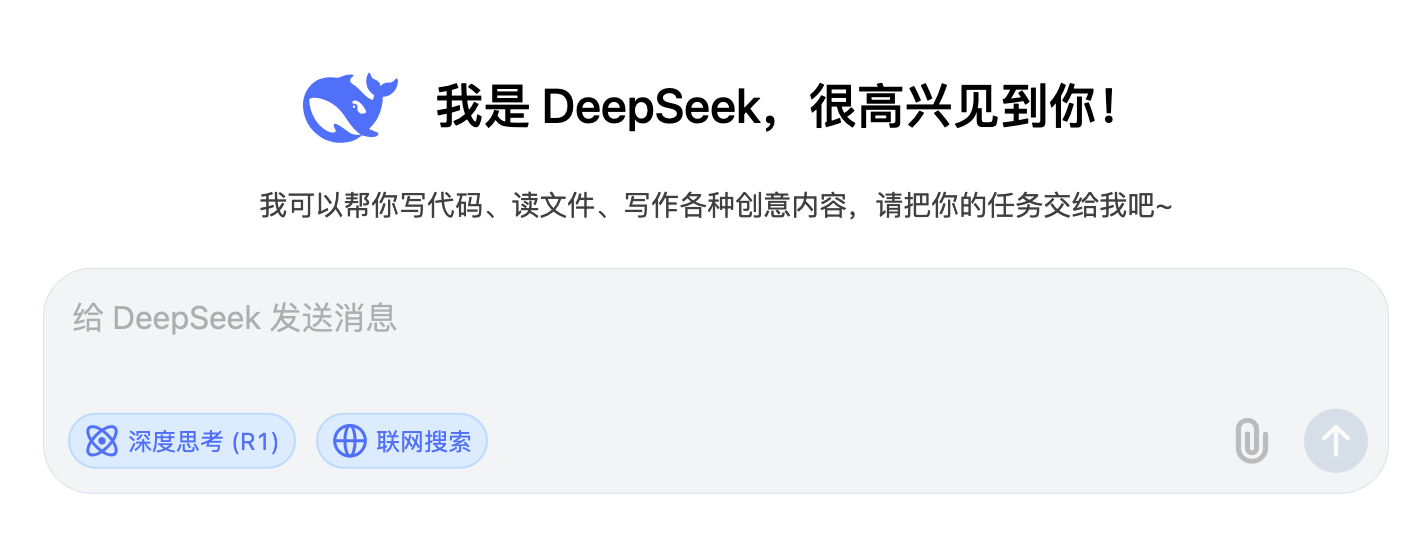 我是 DeepSeek，很高兴见到你！
我可以帮你写代码、读文件、写作各种创意内容，请把你的任务交给我吧~
给 DeepSeek 发送消息
深度思考 (R1) 联网搜索